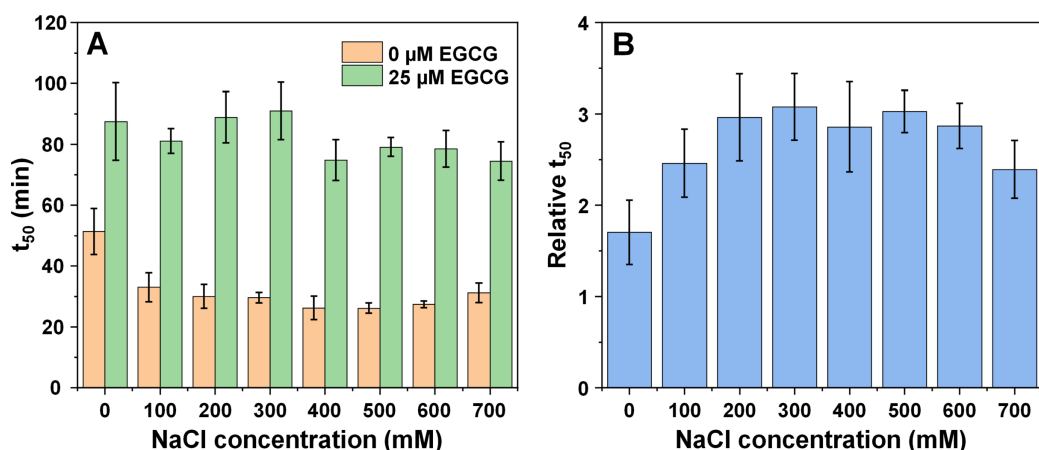 A
0 µM EGCG
25 µM EGCG
t50 (min)
120
100
80
60
40
20
0
0 100 200 300 400 500 600 700
NaCl concentration (mM)
B
Relative t50
4
3
2
1
0
0 100 200 300 400 500 600 700
NaCl concentration (mM)